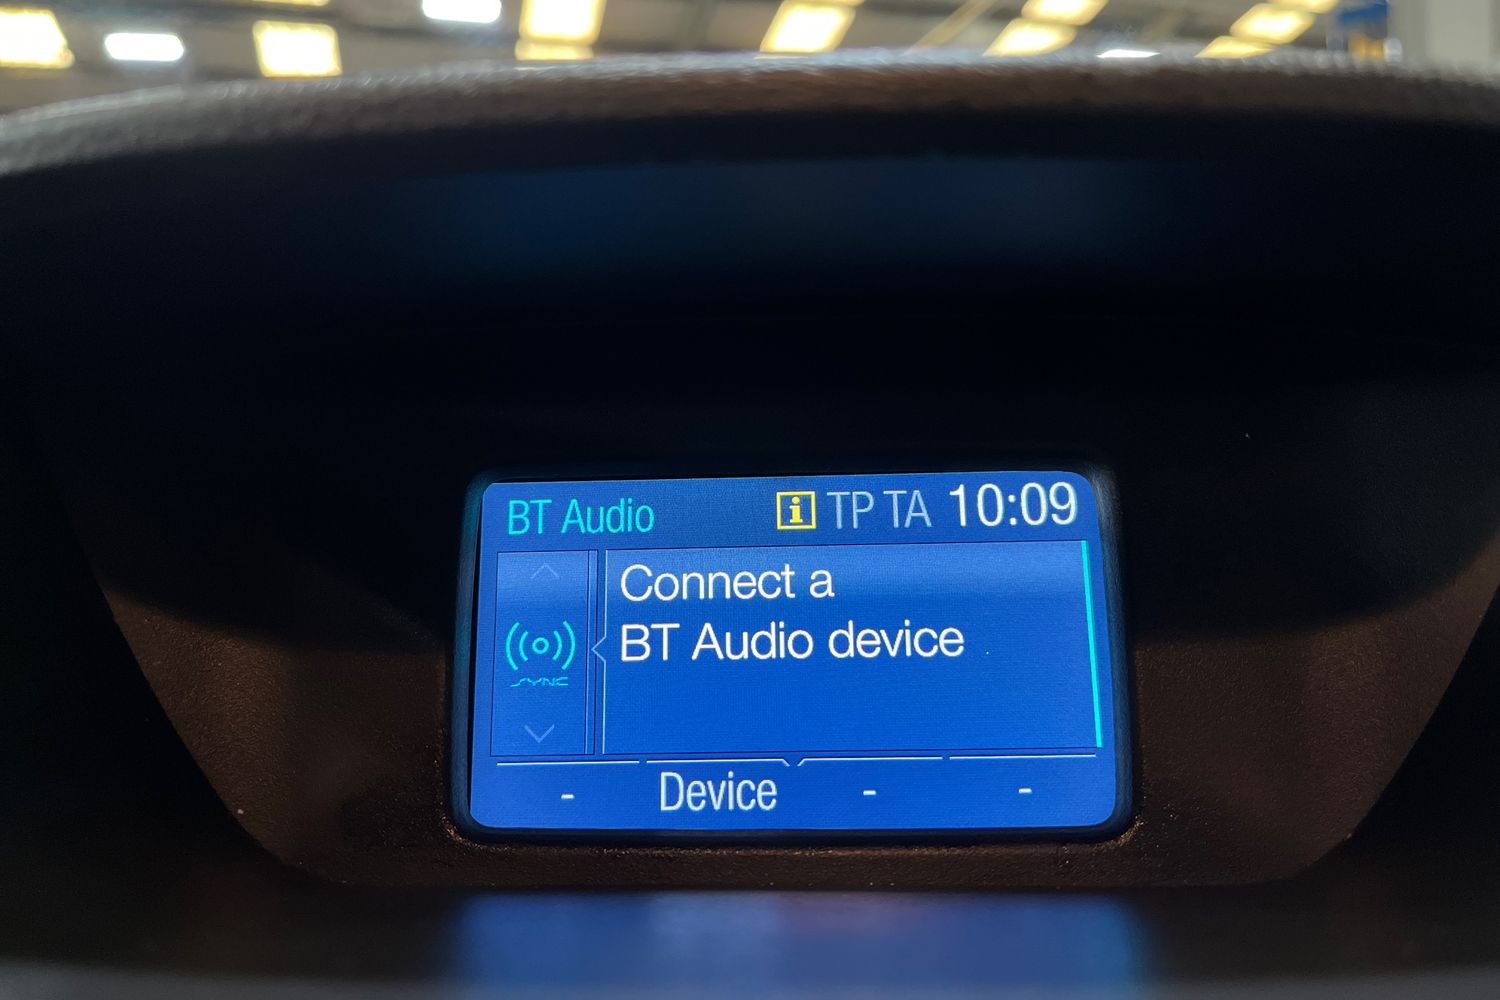 BT Audio i TP TA 10:09
Connect a
BT Audio device
SYNC
- Device - -